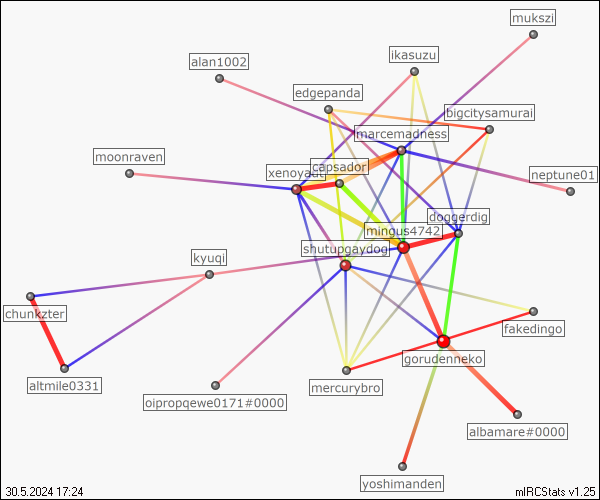 mukszi
ikasuzu
alan1002
edgepanda
bigcitysamurai
marcemadness
moonraven
capsador
xenoyaut
neptune01
doggerdig
mingus4742
shutupgaydog
kyuqi
chunkzter
fakedingo
gorudenneko
altmile0331
mercurybro
oipropqewe0171#0000
albamare#0000
yoshimanden
30.5.2024 17:24
mIRCStats v1.25